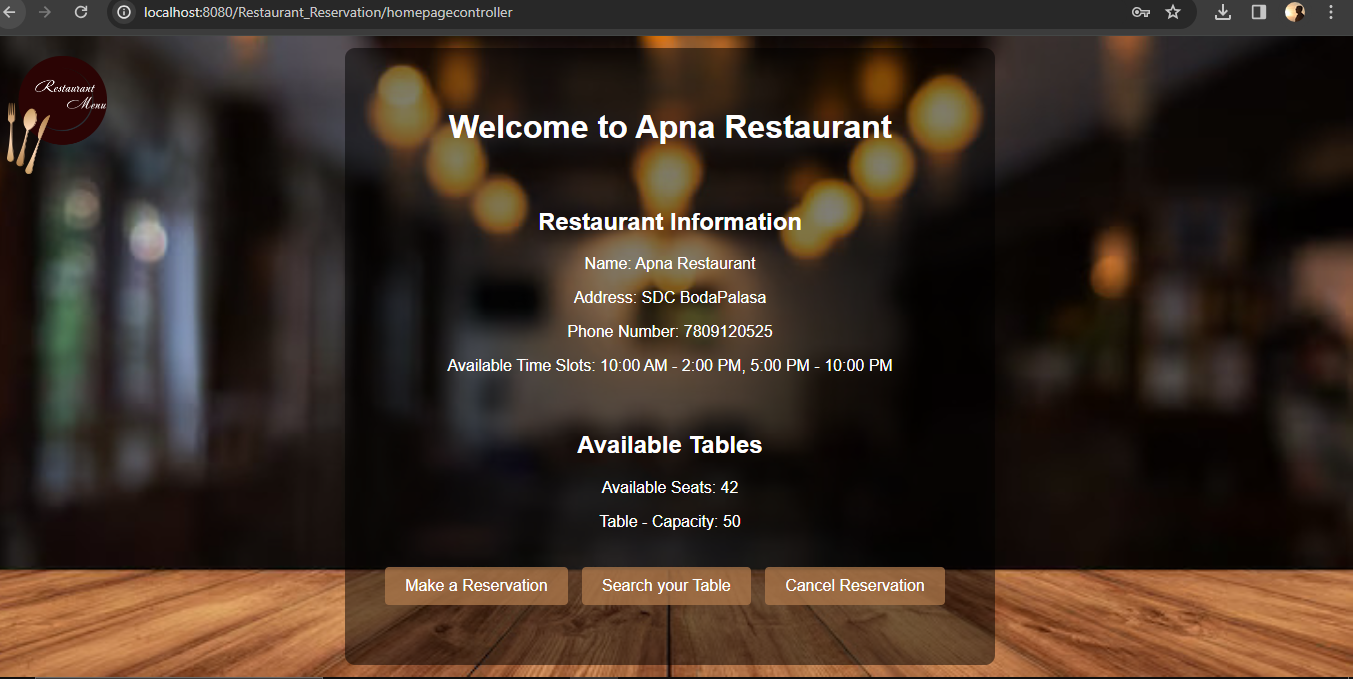 localhost:8080/Restaurant_Reservation/homepagecontroller
Restaurant
Menu
Welcome to Apna Restaurant
Restaurant Information
Name: Apna Restaurant
Address: SDC BodaPalasa
Phone Number: 7809120525
Available Time Slots: 10:00 AM - 2:00 PM, 5:00 PM - 10:00 PM
Available Tables
Available Seats: 42
Table - Capacity: 50
Make a Reservation
Search your Table
Cancel Reservation